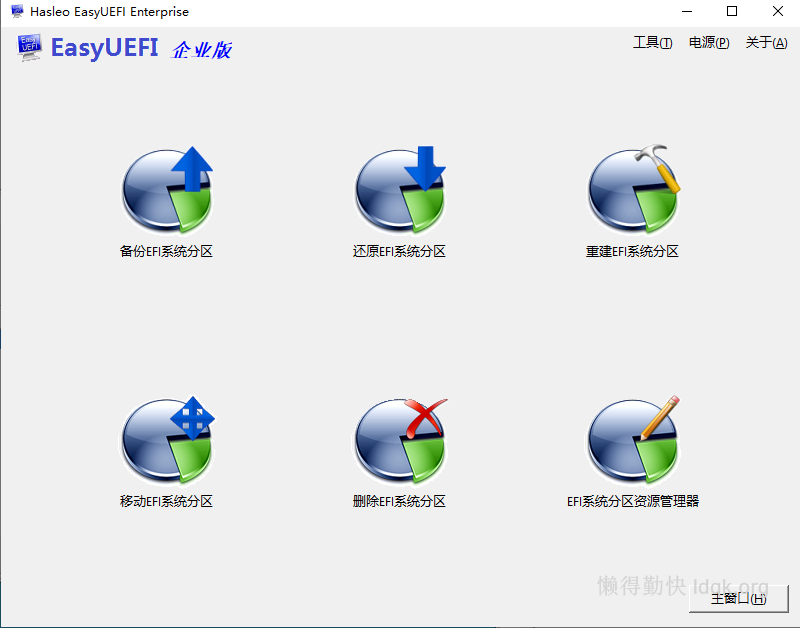 Hasleo EasyUEFI Enterprise
EasyUEFI 企业版
工具(T) 电源(P) 关于(A)
备份EFI系统分区 还原EFI系统分区 重建EFI系统分区
移动EFI系统分区 删除EFI系统分区 EFI系统分区资源管理器
懒得勤快 ldqk.org
主窗口(H)